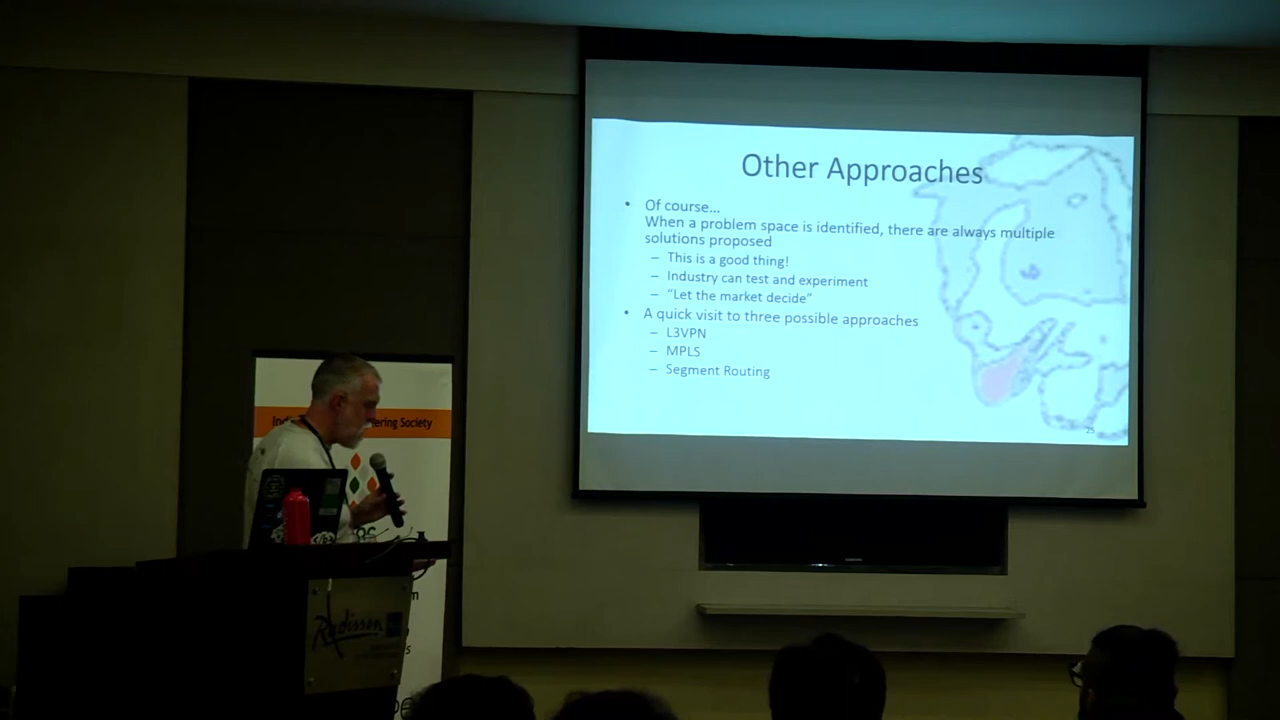 Other Approaches
• Of course...
When a problem space is identified, there are always multiple
solutions proposed
– This is a good thing!
– Industry can test and experiment
– "Let the market decide"
• A quick visit to three possible approaches
– L3VPN
– MPLS
– Segment Routing
25
ering Society
Radisson